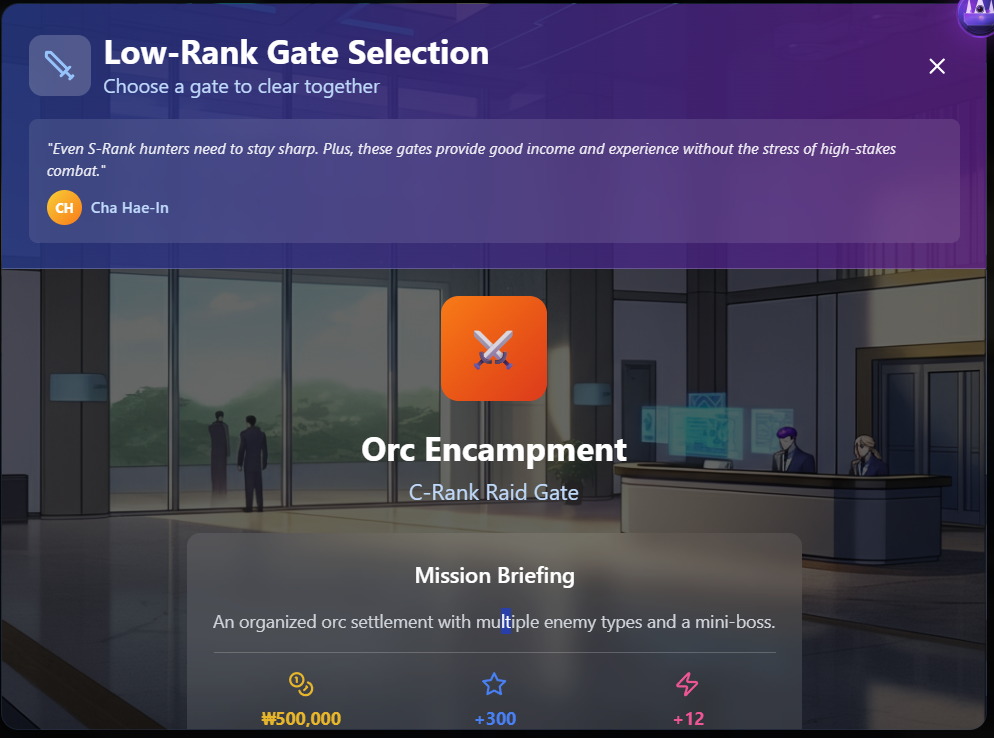 Low-Rank Gate Selection
Choose a gate to clear together
"Even S-Rank hunters need to stay sharp. Plus, these gates provide good income and experience without the stress of high-stakes
combat."
CH Cha Hae-In
Orc Encampment
C-Rank Raid Gate
Mission Briefing
An organized orc settlement with multiple enemy types and a mini-boss.
₩500,000 +300 +12